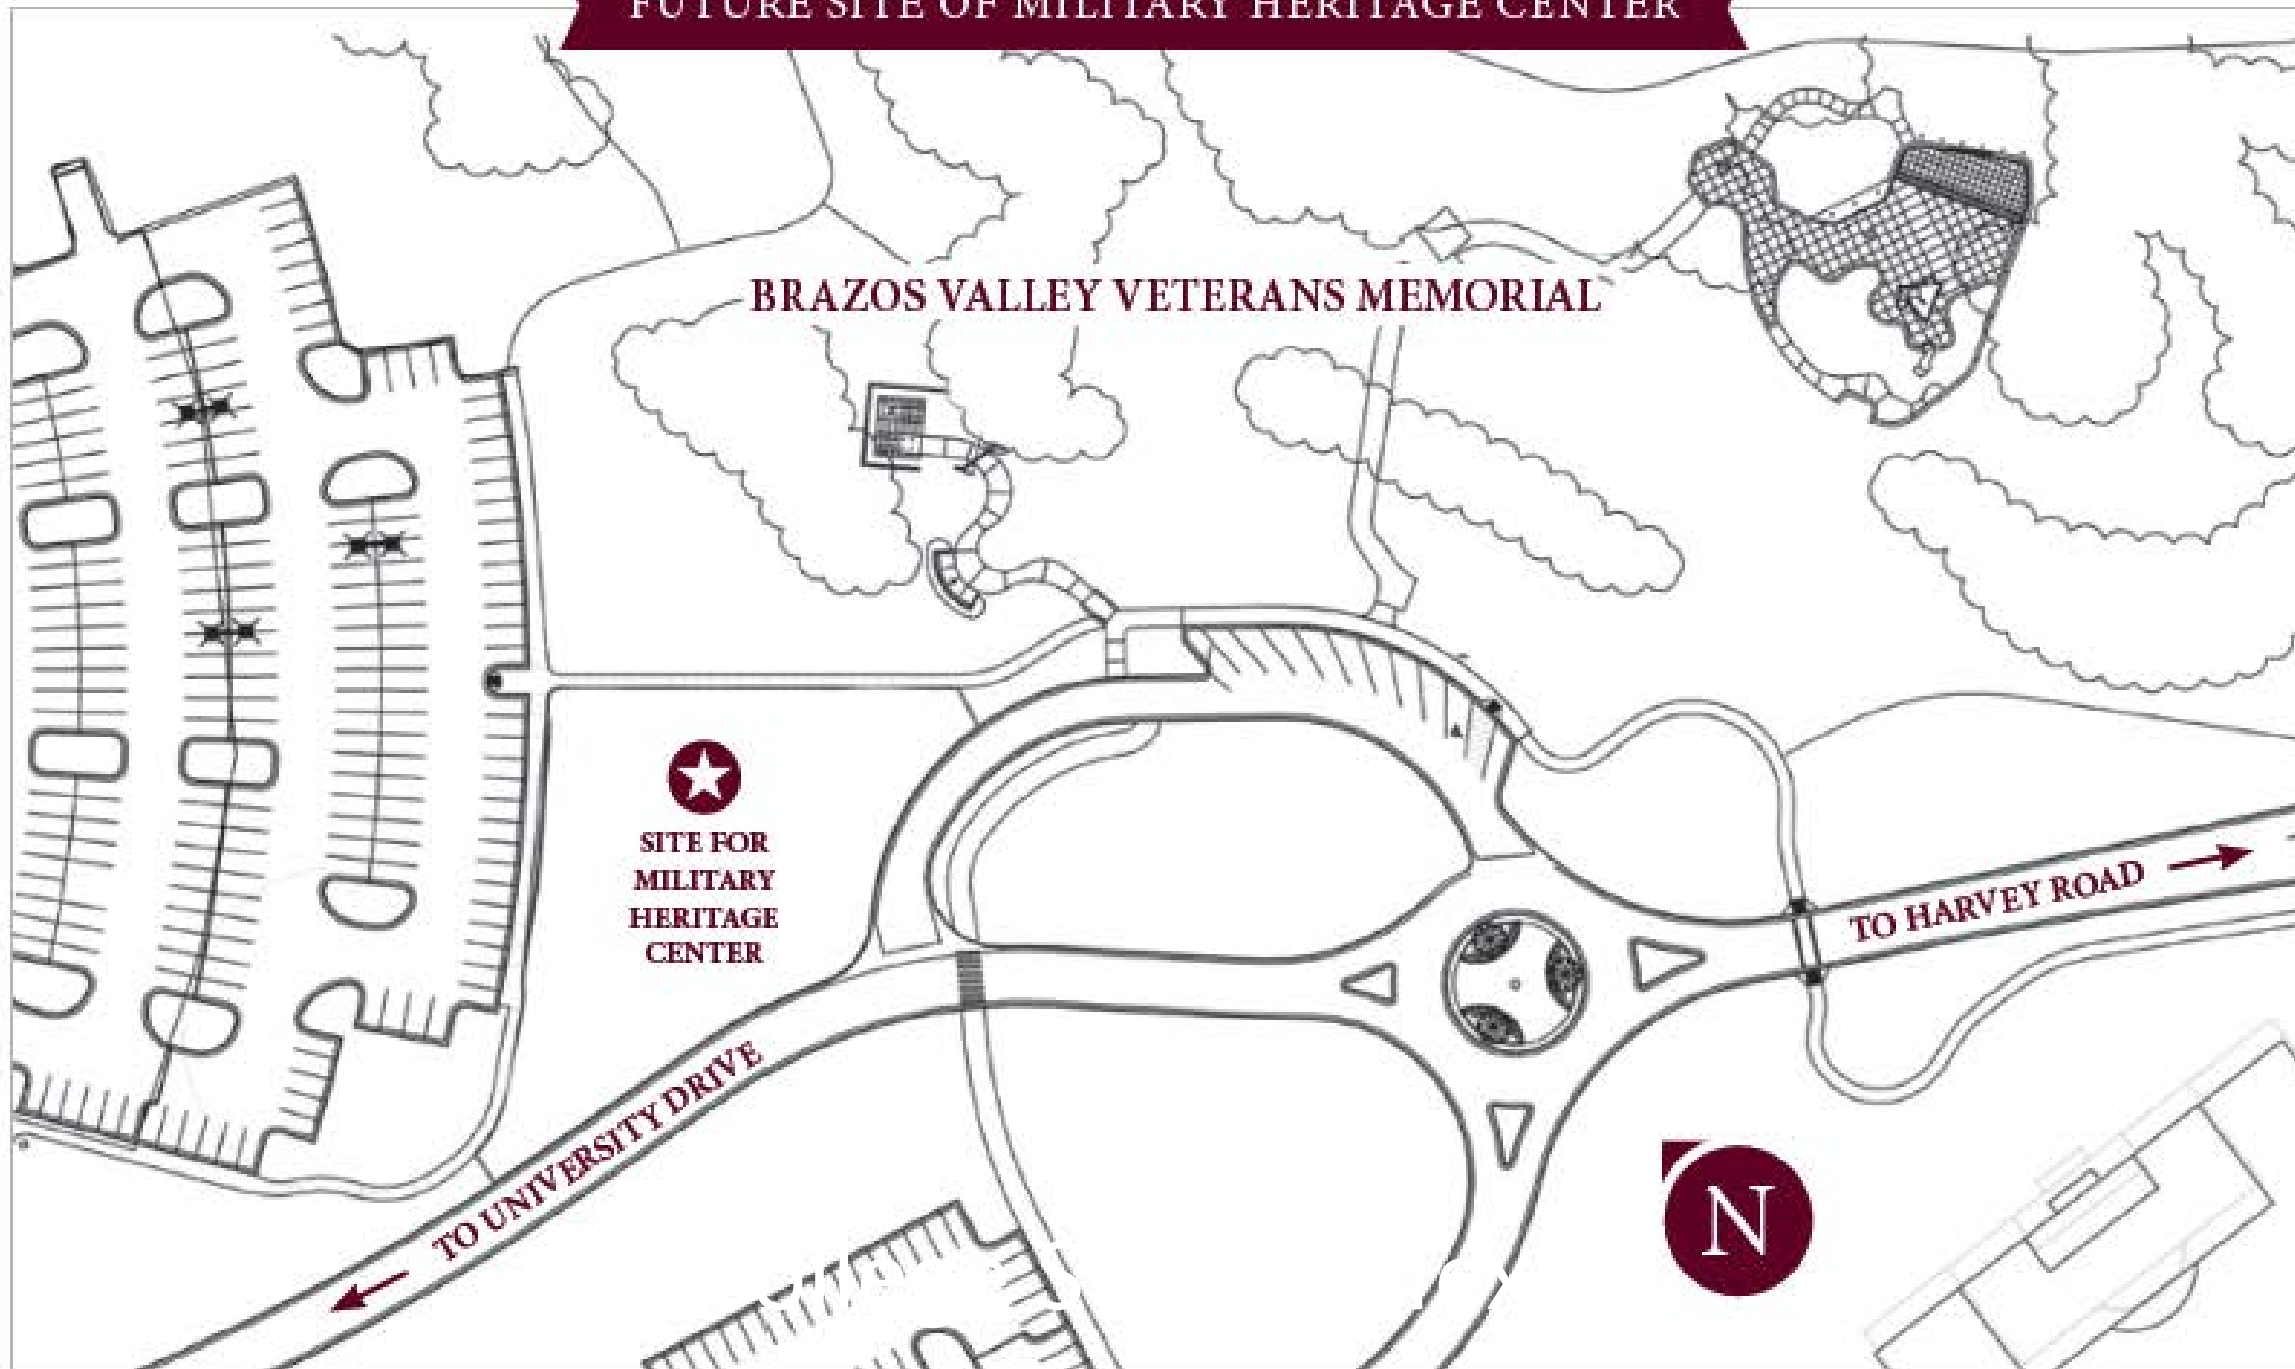 FUTURE SITE OF MILITARY HERITAGE CENTER
BRAZOS VALLEY VETERANS MEMORIAL
SITE FOR
MILITARY
HERITAGE
CENTER
TO HARVEY ROAD
TO UNIVERSITY DRIVE
N